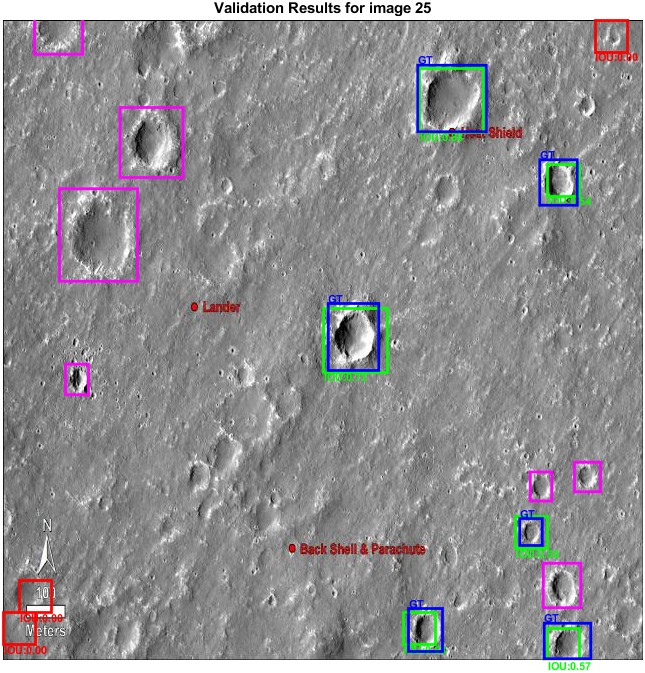 Validation Results for image 25
IOU:0.00
GT
Shield
GT
Lander
GT
GT
N
Back Shell & Parachute
100
IOU:0.00
Meters
GT
GT
IOU:0.00
IOU:0.57